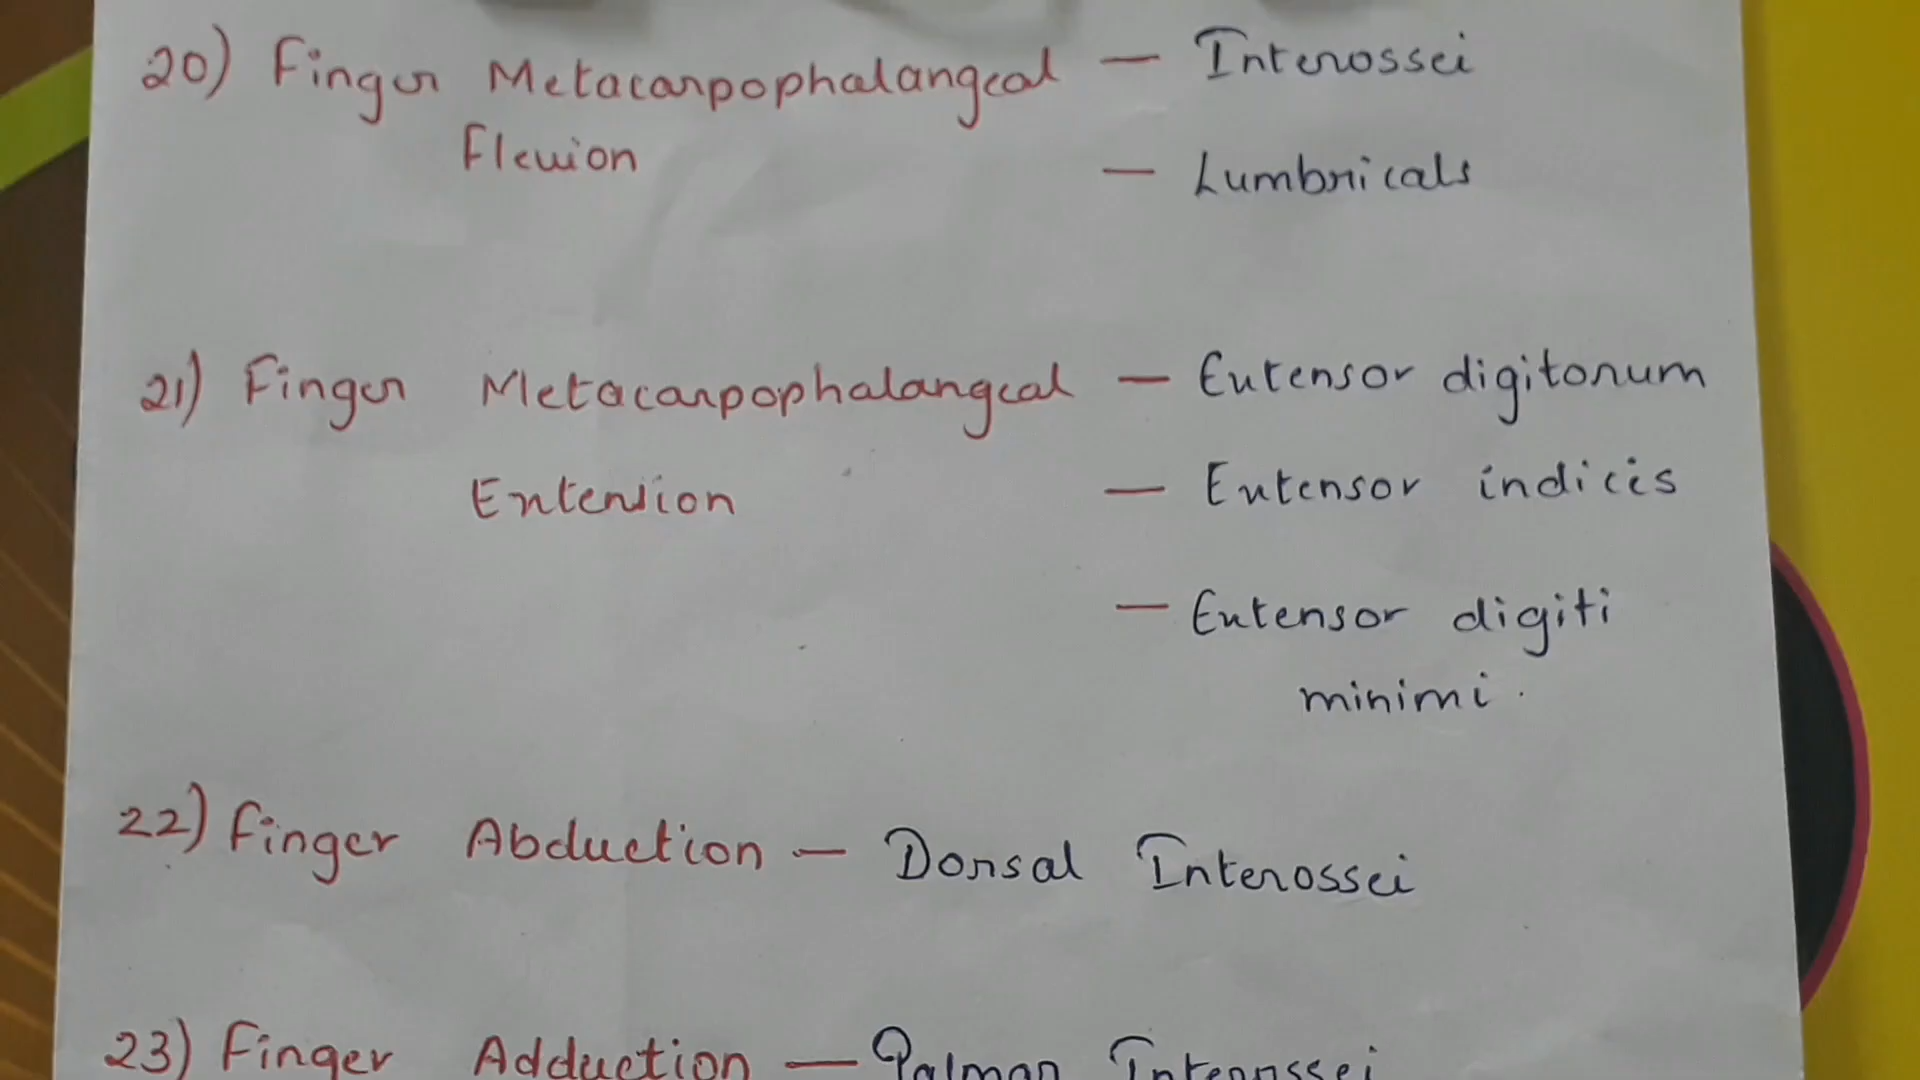 20) Finger Metacarpophalangeal — Interossei
Flexion — Lumbricals
21) Finger Metacarpophalangeal — Extensor digitorum
Extension — Extensor indicis
— Extensor digiti
minimi.
22) Finger Abduction — Dorsal Interossei
23) Finger Adduction — Palmar Interossei